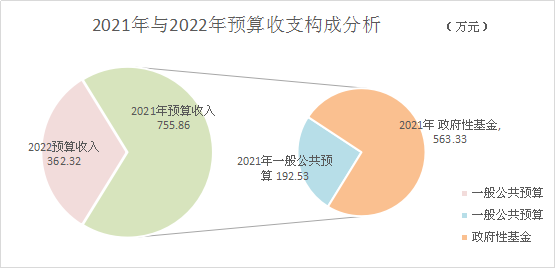 2021年与2022年预算收支构成分析 （万元）
2021年预算收入
755.86
2022预算收入
362.32
2021年 政府性基金,
563.33
2021年一般公共预
算 192.53
一般公共预算
一般公共预算
政府性基金